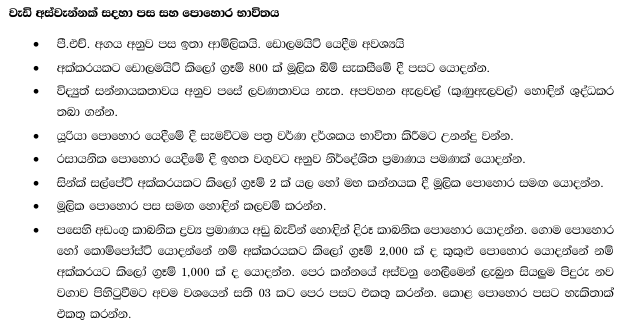 වැඩි අස්වැන්නක් සඳහා පස සහ පොහොර භාවිතය
• පී.එච්. අගය අනුව පස ඉතා ආම්ලිකයි. ඩොලමයිට් යෙදීම අවශ්‍යයි
• අක්කරයකට ඩොලමයිට් කිලෝ ග්‍රෑම් 800 ක් මූලික බිම් සැකසීමේ දී පසට යොදන්න.
• විද්‍යුත් සන්නායකතාවය අනුව පසේ ලවණතාවය නැත. අපවහන ඇලවල් (කුණුඇලවල්) හොඳින් ශුද්ධකර
තබා ගන්න.
• යූරියා පොහොර යෙදීමේ දී සැමවිටම පත්‍ර වර්ණ දර්ශකය භාවිතා කිරීමට උනන්දු වන්න.
• රසායනික පොහොර යෙදීමේ දී ඉහත වගුවට අනුව නිර්දේශිත ප්‍රමාණය පමණක් යොදන්න.
• සින්ක් සල්පේට් අක්කරයකට කිලෝ ග්‍රෑම් 2 ක් යල හෝ මහ කන්නයක දී මූලික පොහොර සමඟ යොදන්න.
• මූලික පොහොර පස සමඟ හොඳින් කලවම් කරන්න.
• පසෙහි අඩංගු කාබනික ද්‍රව්‍ය ප්‍රමාණය අඩු බැවින් හොඳින් දිරූ කාබනික පොහොර යොදන්න. ගොම පොහොර
හෝ කොම්පෝස්ට් යොදන්නේ නම් අක්කරයකට කිලෝ ග්‍රෑම් 2,000 ක් ද කුකුළු පොහොර යොදන්නේ නම්
අක්කරයට කිලෝ ග්‍රෑම් 1,000 ක් ද යොදන්න. පෙර කන්නයේ අස්වනු නෙලීමෙන් ලැබුන සියලුම පිදුරු නව
වගාව පිහිටුවීමට අවම වශයෙන් සති 03 කට පෙර පසට එකතු කරන්න. කොළ පොහොර පසට හැකිතාක්
එකතු කරන්න.